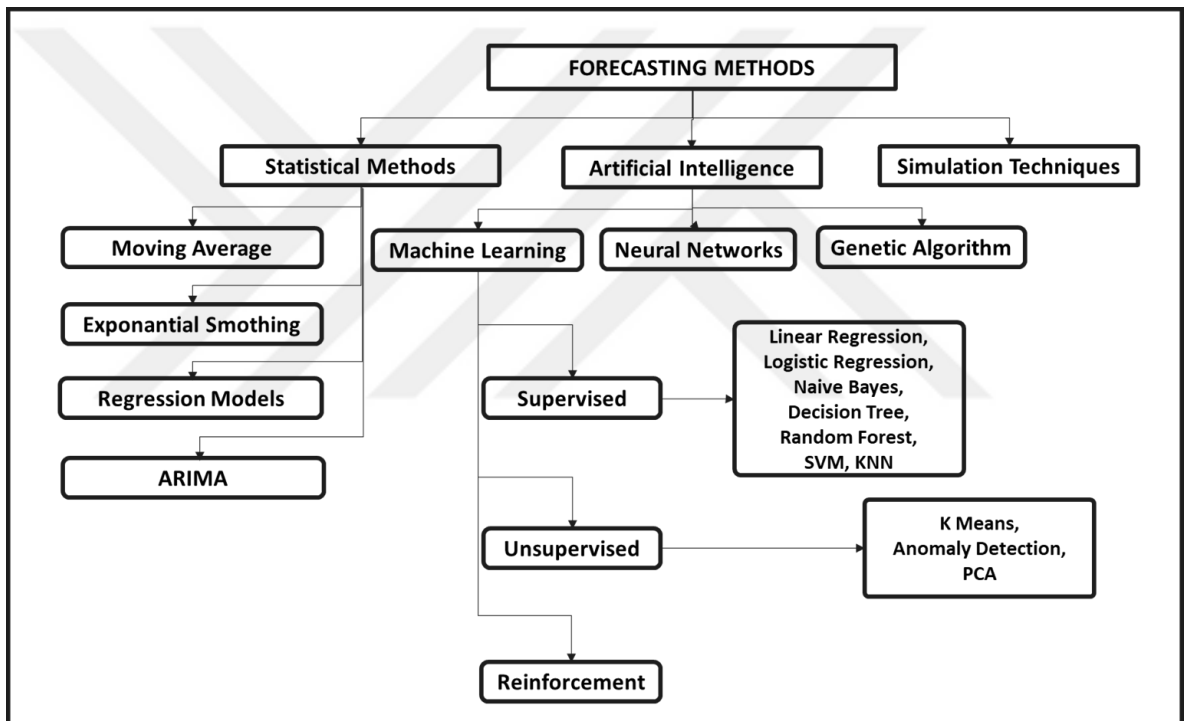 FORECASTING METHODS
Statistical Methods
Artificial Intelligence
Simulation Techniques
Moving Average
Machine Learning
Neural Networks
Genetic Algorithm
Exponantial Smothing
Linear Regression,
Logistic Regression,
Naive Bayes,
Decision Tree,
Random Forest,
SVM, KNN
Regression Models
Supervised
ARIMA
K Means,
Anomaly Detection,
PCA
Unsupervised
Reinforcement